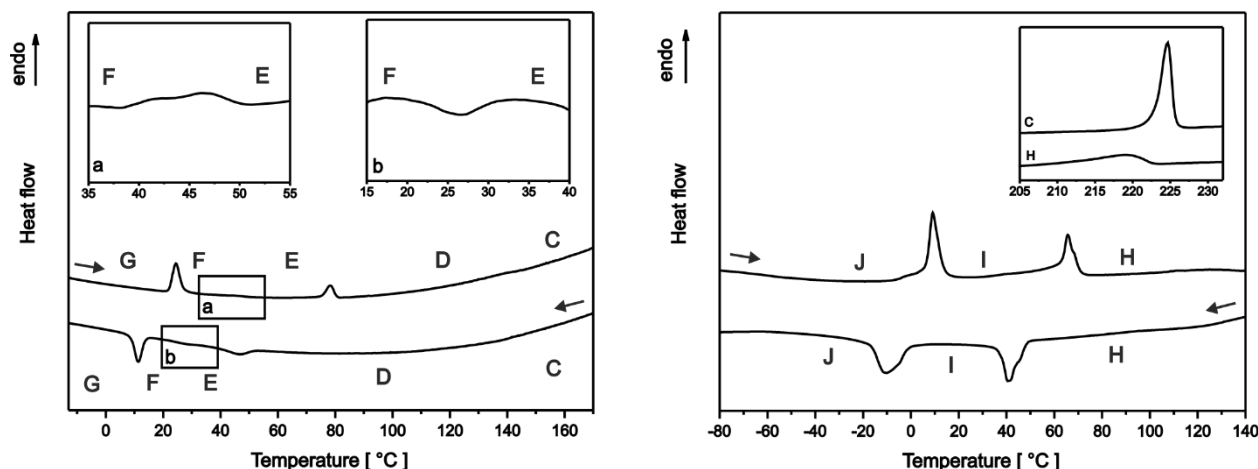 endo
Heat flow
F E
a
35 40 45 50 55
F E
b
15 20 25 30 35 40
G F E D C
a
b
G F E D C
0 20 40 60 80 100 120 140 160
Temperature [ °C ]
endo
Heat flow
C
H
205 210 215 220 225 230
J I H
J I H
-80 -60 -40 -20 0 20 40 60 80 100 120 140
Temperature [ °C ]